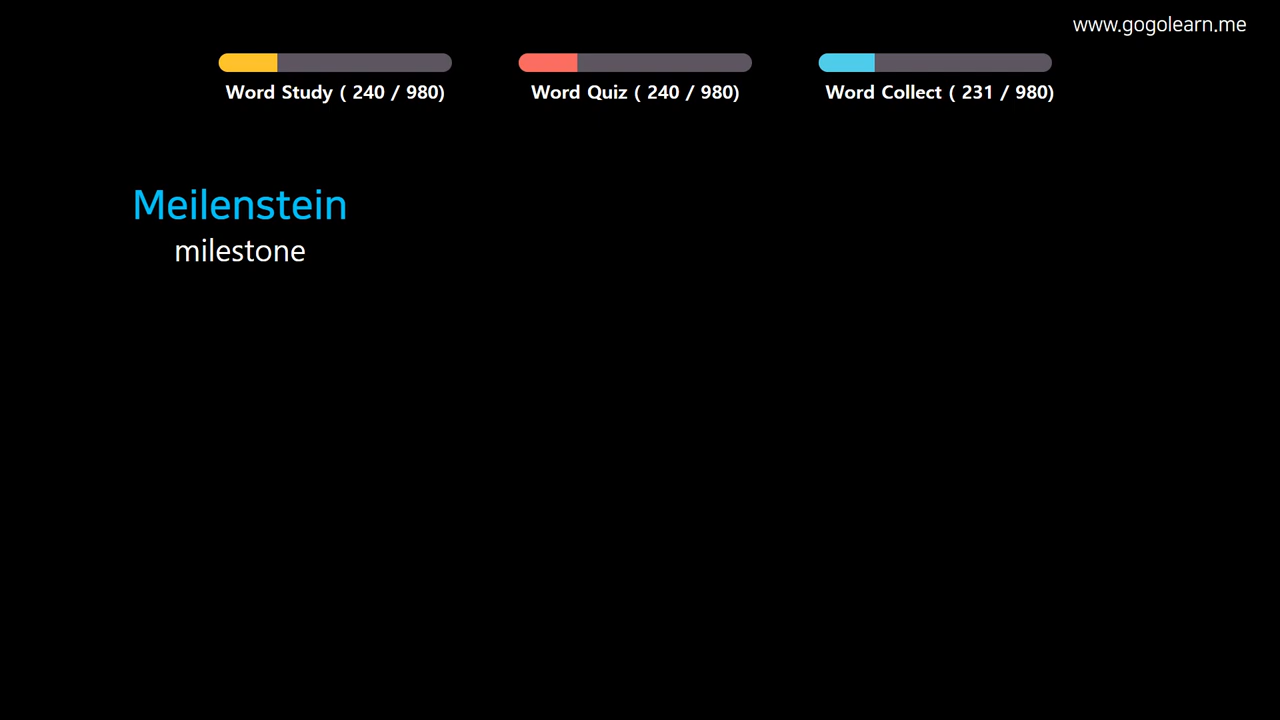 www.gogolearn.me
Word Study ( 240 / 980)
Word Quiz ( 240 / 980)
Word Collect ( 231 / 980)
Meilenstein
milestone